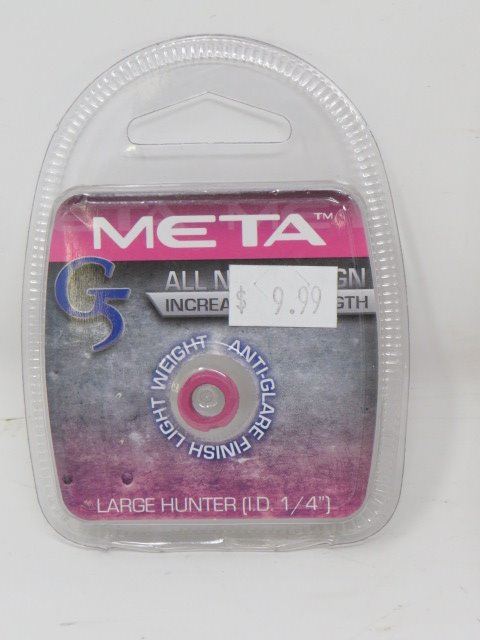 META™
G5
ALL N GN
$ 9.99
INCREA GTH
LIGHT WEIGHT ANTI-GLARE FINISH
LARGE HUNTER (I.D. 1/4")